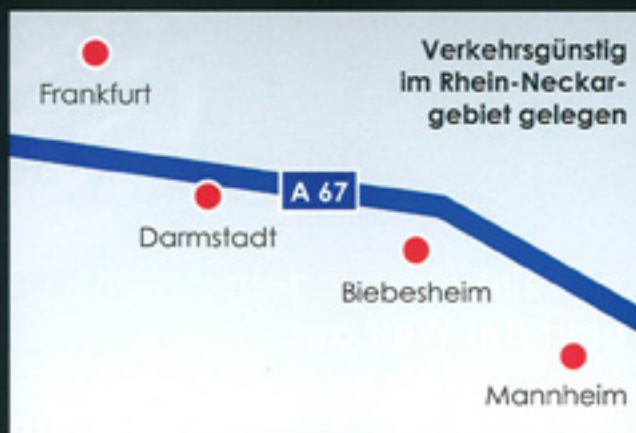 Verkehrsgünstig
im Rhein-Neckar-
gebiet gelegen
Frankfurt
A 67
Darmstadt
Biebesheim
Mannheim